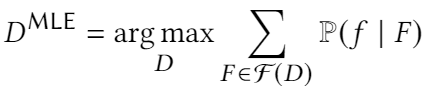 D^MLE = arg max_D ∑_{F∈𝓕(D)} ℙ(f | F)